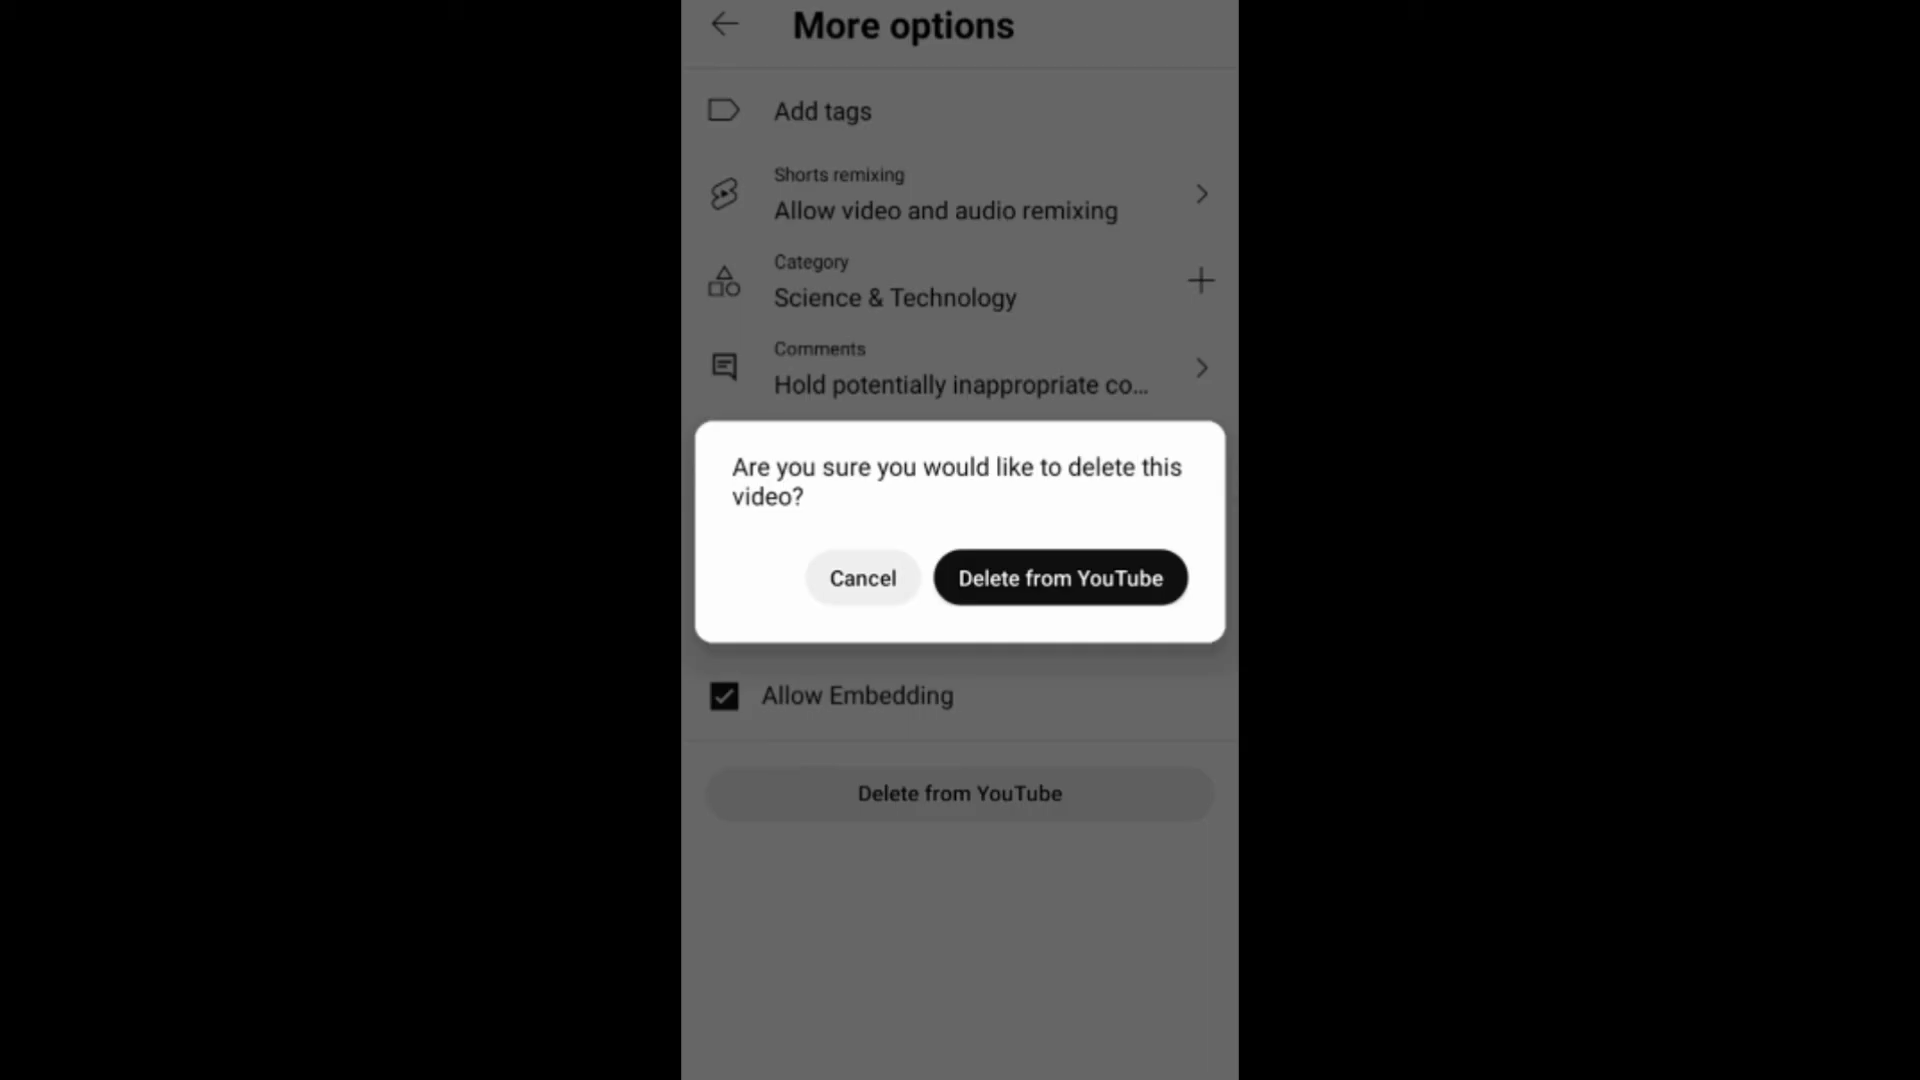 More options
Add tags
Shorts remixing
Allow video and audio remixing
Category
Science & Technology
Comments
Hold potentially inappropriate co...
Are you sure you would like to delete this
video?
Cancel
Delete from YouTube
Allow Embedding
Delete from YouTube